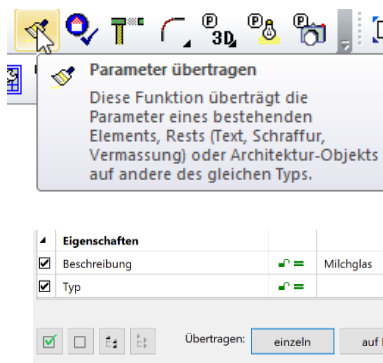 Parameter übertragen
Diese Funktion überträgt die
Parameter eines bestehenden
Elements, Rests (Text, Schraffur,
Vermassung) oder Architektur-Objekts
auf andere des gleichen Typs.
Eigenschaften
Beschreibung Milchglas
Typ
Übertragen: einzeln auf